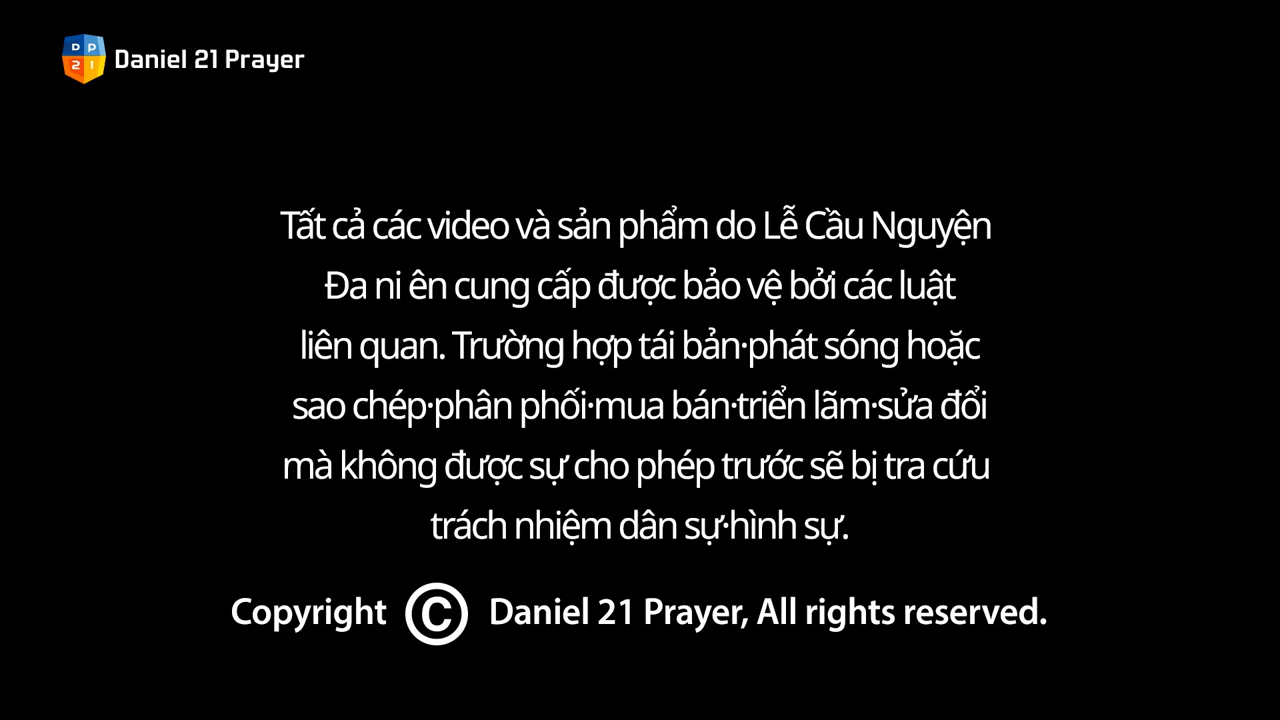 DP
21
Daniel 21 Prayer
Tất cả các video và sản phẩm do Lễ Cầu Nguyện
Đa ni ên cung cấp được bảo vệ bởi các luật
liên quan. Trường hợp tái bản·phát sóng hoặc
sao chép·phân phối·mua bán·triển lãm·sửa đổi
mà không được sự cho phép trước sẽ bị tra cứu
trách nhiệm dân sự·hình sự.
Copyright © Daniel 21 Prayer, All rights reserved.